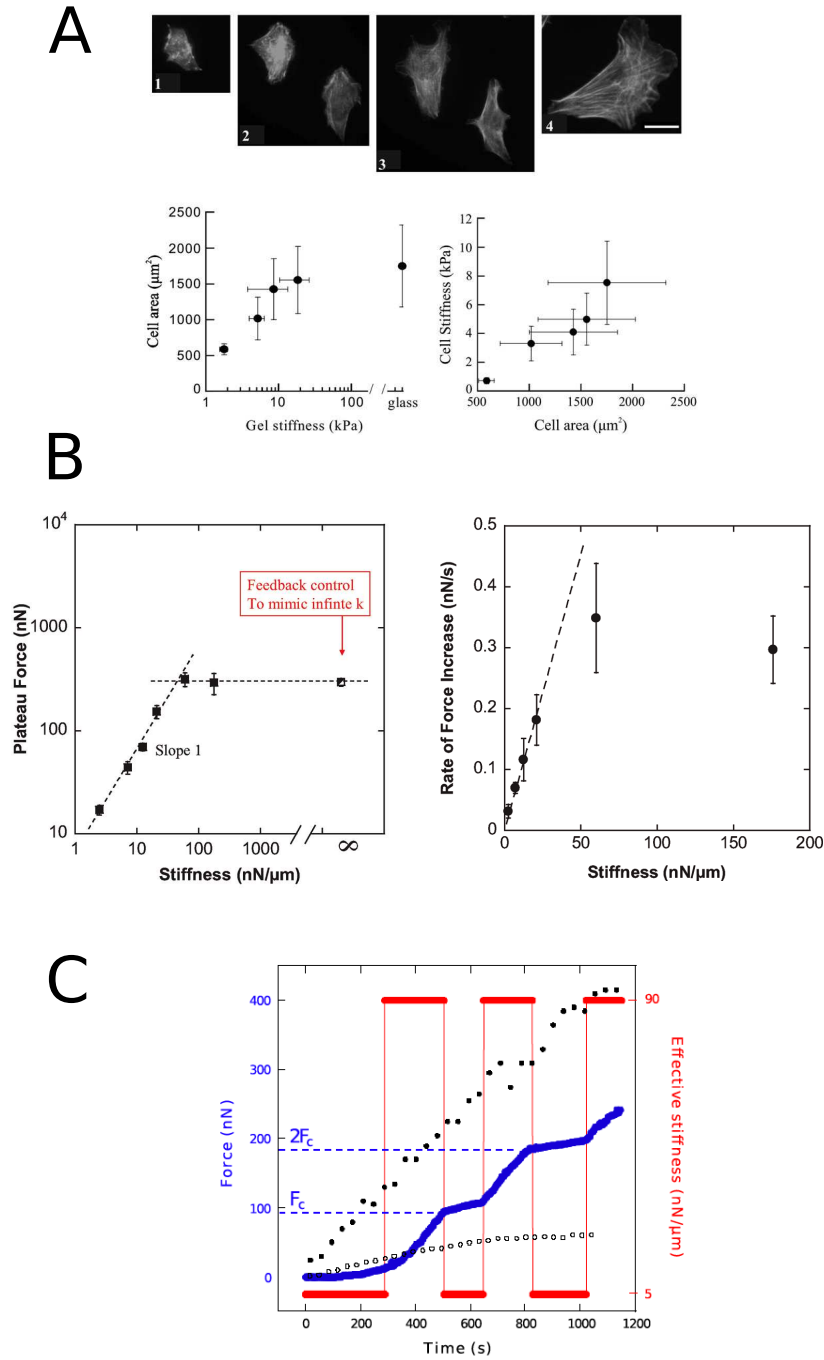 A
1
2
3
4
2500
2000
1500
1000
500
0
Cell area (μm²)
1
10
100
glass
Gel stiffness (kPa)
12
10
8
6
4
2
0
Cell Stiffness (kPa)
500
1000
1500
2000
2500
Cell area (μm²)
B
10⁴
1000
100
10
Plateau Force (nN)
Feedback control
To mimic infinte k
Slope 1
1
10
100
1000
∞
Stiffness (nN/μm)
0.5
0.4
0.3
0.2
0.1
0
Rate of Force Increase (nN/s)
0
50
100
150
200
Stiffness (nN/μm)
C
400
300
200
100
0
Force (nN)
2Fc
Fc
90
5
Effective stiffness (nN/μm)
0
200
400
600
800
1000
1200
Time (s)